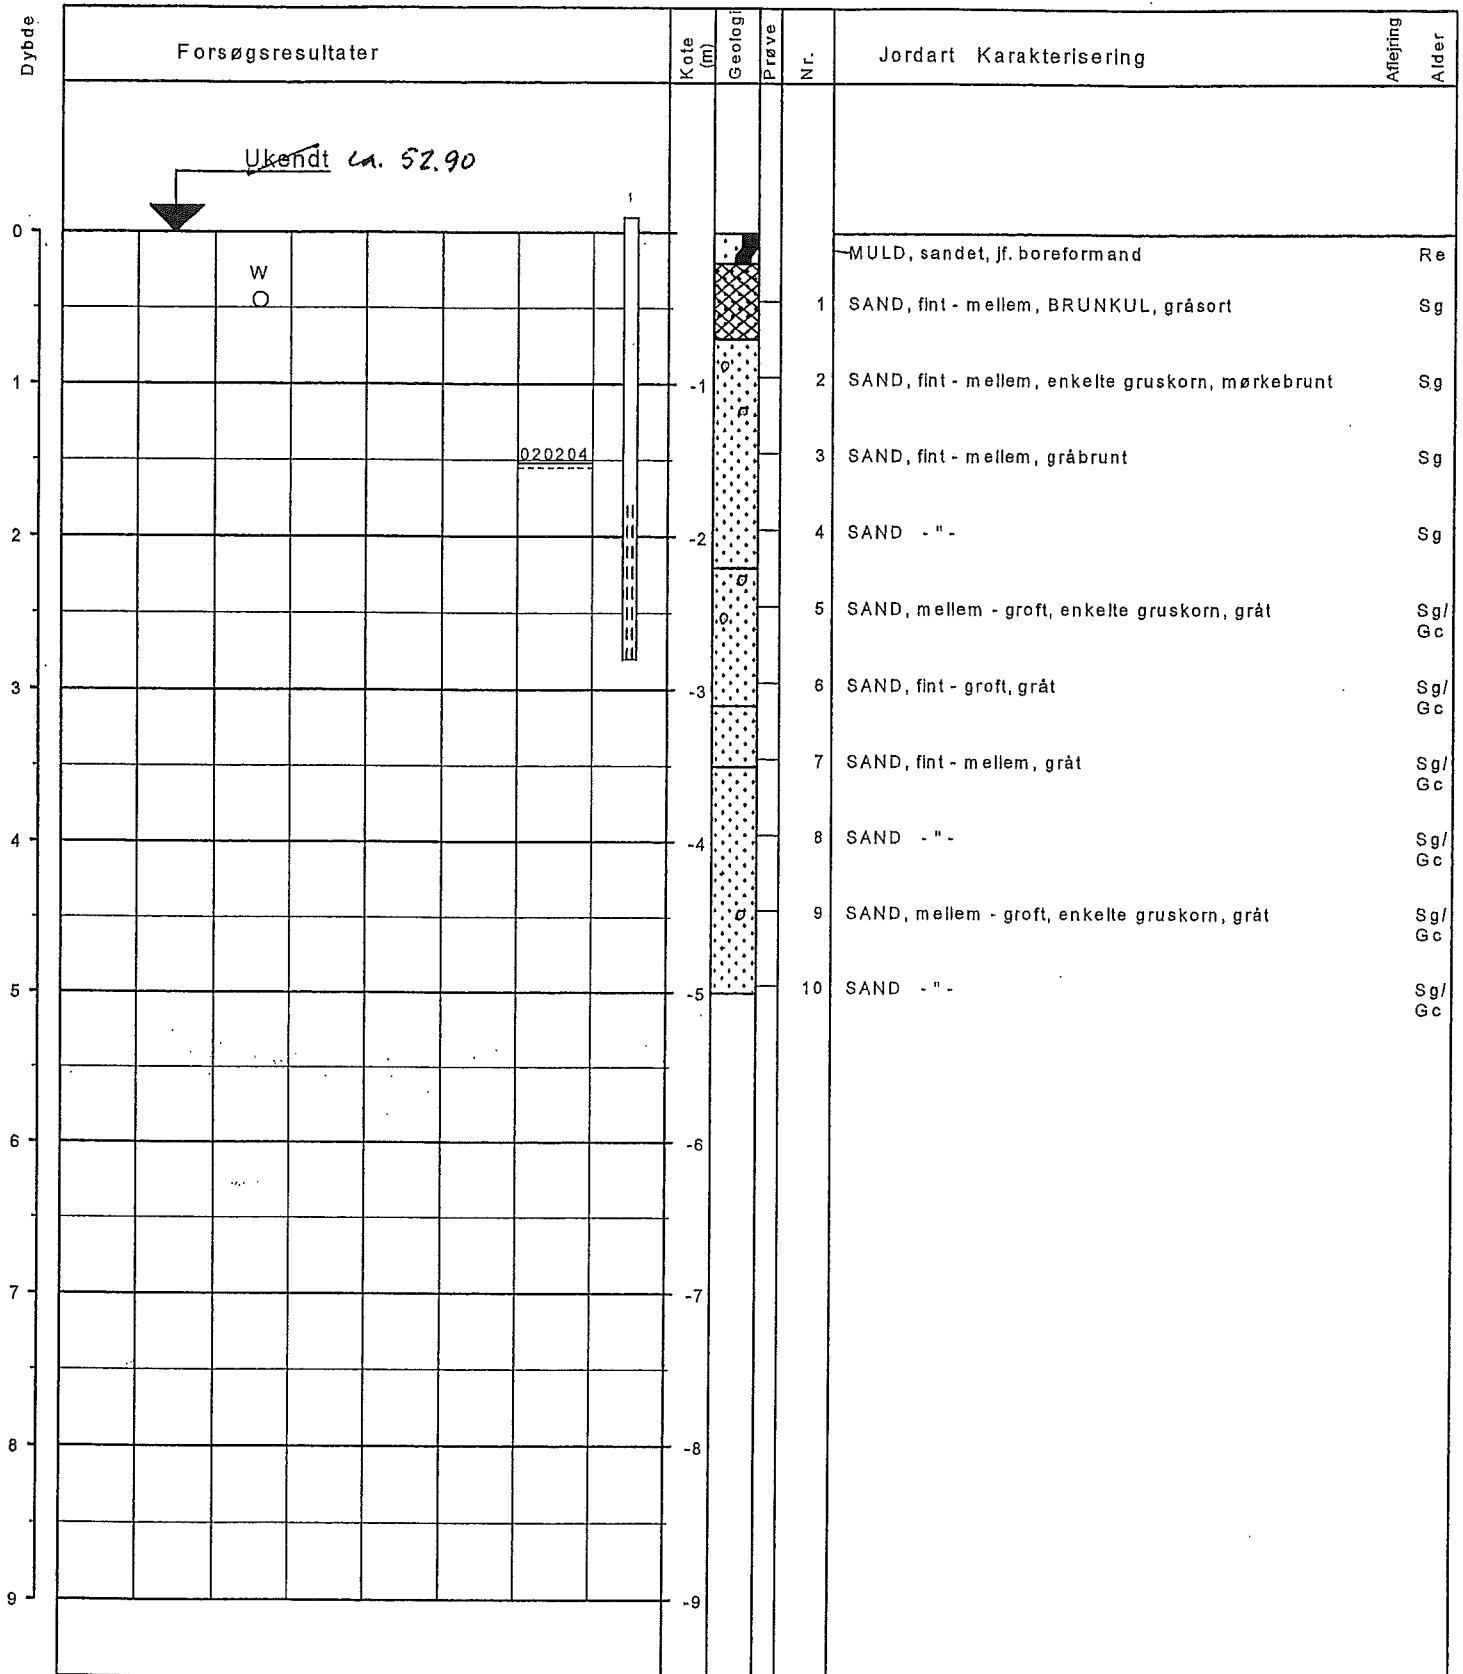 Dybde
Forsøgsresultater
Kote (m)
Geologi
Prøve
Nr.
Jordart Karakterisering
Aflejring
Alder
Ukendt ca. 52.90
1
0
MULD, sandet, jf. boreformand Re
W
1 SAND, fint - mellem, BRUNKUL, gråsort Sg
1 -1 2 SAND, fint - mellem, enkelte gruskorn, mørkebrunt Sg
020204 3 SAND, fint - mellem, gråbrunt Sg
2 -2 4 SAND - " - Sg
5 SAND, mellem - groft, enkelte gruskorn, gråt Sg/
Gc
3 -3 6 SAND, fint - groft, gråt Sg/
Gc
7 SAND, fint - mellem, gråt Sg/
Gc
4 -4 8 SAND - " - Sg/
Gc
9 SAND, mellem - groft, enkelte gruskorn, gråt Sg/
Gc
5 -5 10 SAND - " - Sg/
Gc
6 -6
7 -7
8 -8
9 -9